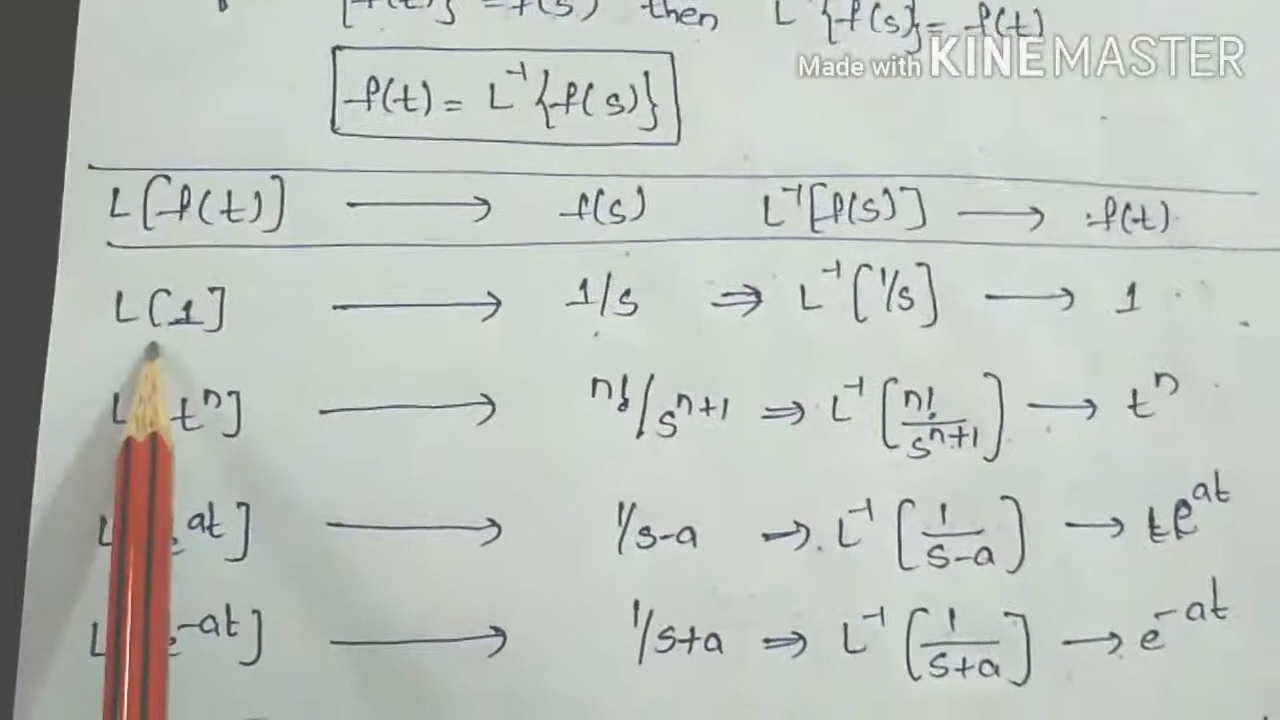 then L {f(s)} = f(t)
Made with KINEMASTER
f(t) = L⁻¹{f(s)}
L[f(t)] ⟶ f(s) L⁻¹[f(s)] ⟶ f(t)
L[1] ⟶ 1/s ⇒ L⁻¹[1/s] ⟶ 1
tⁿ] ⟶ n!/sⁿ⁺¹ ⇒ L⁻¹[n!/sⁿ⁺¹] ⟶ tⁿ
L e^at] ⟶ 1/s-a ⇒ L⁻¹[1/s-a] ⟶ e^at
L e^-at] ⟶ 1/s+a ⇒ L⁻¹[1/s+a] ⟶ e^-at